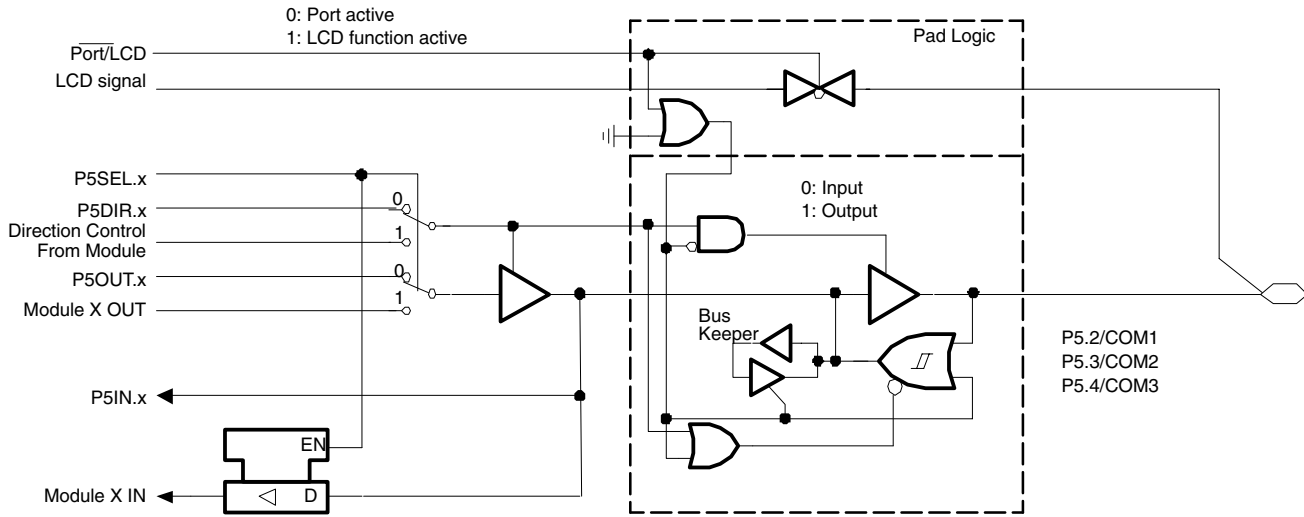 0: Port active
1: LCD function active
Port/LCD
LCD signal
Pad Logic
P5SEL.x
P5DIR.x
0
Direction Control
From Module
1
P5OUT.x
0
Module X OUT
1
0: Input
1: Output
Bus
Keeper
P5.2/COM1
P5.3/COM2
P5.4/COM3
P5IN.x
EN
Module X IN
D